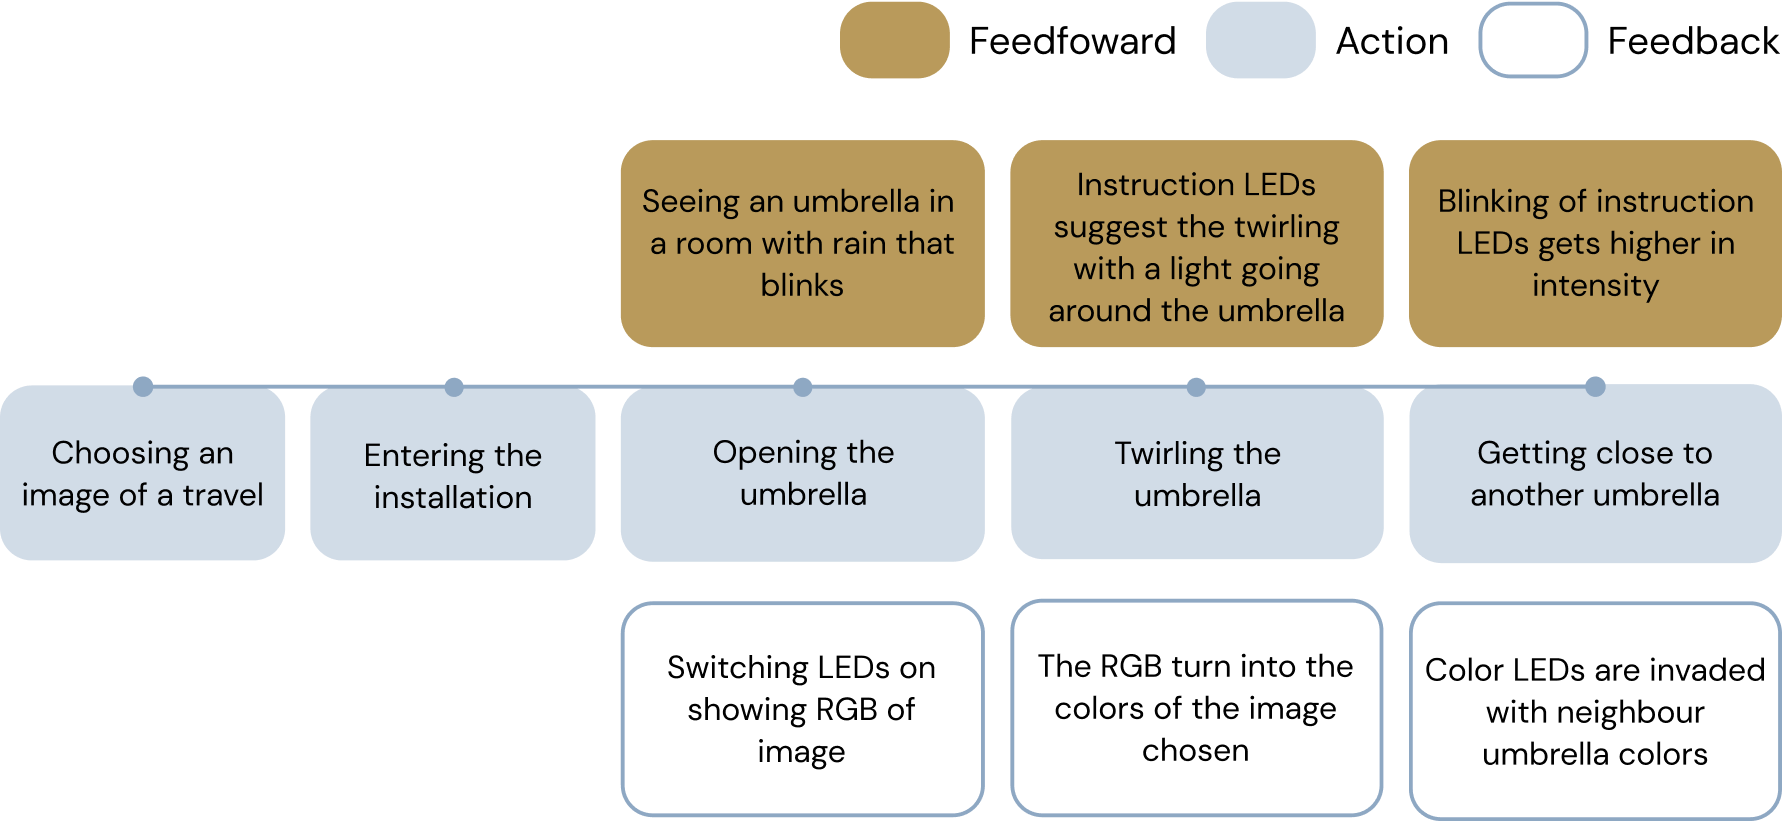 Feedfoward
Action
Feedback
Seeing an umbrella in
a room with rain that
blinks
Instruction LEDs
suggest the twirling
with a light going
around the umbrella
Blinking of instruction
LEDs gets higher in
intensity
Choosing an
image of a travel
Entering the
installation
Opening the
umbrella
Twirling the
umbrella
Getting close to
another umbrella
Switching LEDs on
showing RGB of
image
The RGB turn into the
colors of the image
chosen
Color LEDs are invaded
with neighbour
umbrella colors